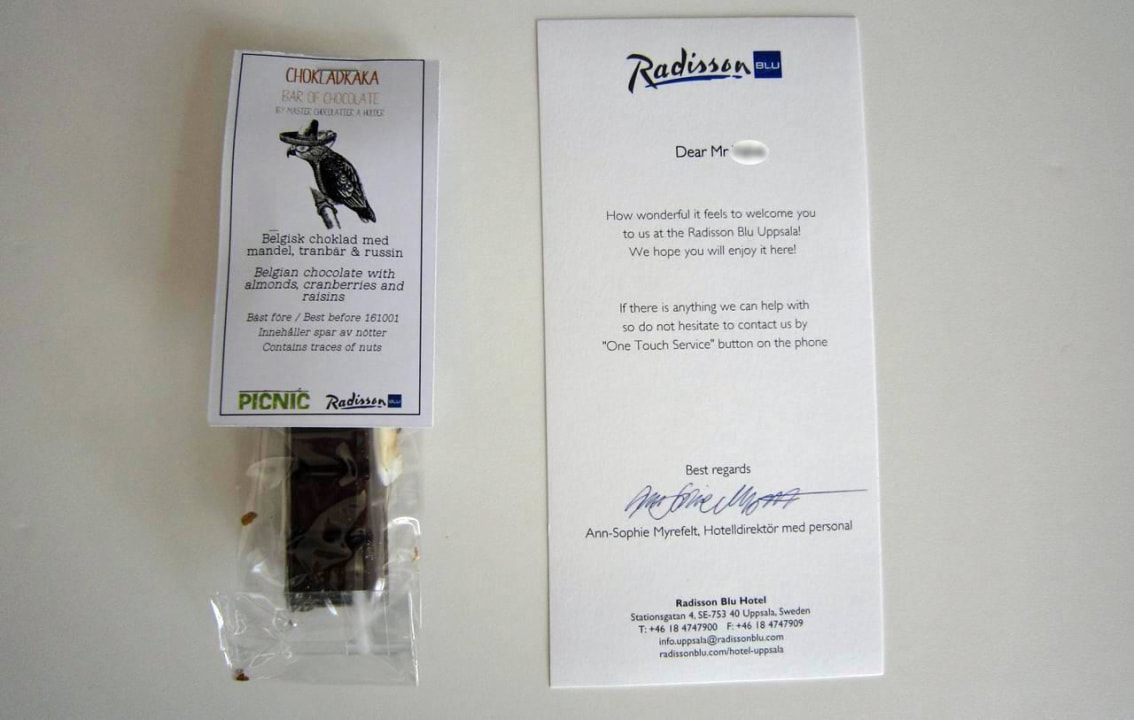 CHOKLADKAKA
BAR OF CHOCOLATE
BY MASTER CHOCOLATIER A HOLDER
Belgisk choklad med
mandel, tranbär & russin
Belgian chocolate with
almonds, cranberries and
raisins
Bäst före / Best before 161001
Innehåller spår av nötter
Contains traces of nuts
PICNIC Radisson BLU
Radisson BLU
Dear Mr
How wonderful it feels to welcome you
to us at the Radisson Blu Uppsala!
We hope you will enjoy it here!
If there is anything we can help with
so do not hesitate to contact us by
"One Touch Service" button on the phone
Best regards
Ann-Sophie Myrefelt, Hotelldirektör med personal
Radisson Blu Hotel
Stationsgatan 4, SE-753 40 Uppsala, Sweden
T: +46 18 4747900 F: +46 18 4747909
info.uppsala@radissonblu.com
radissonblu.com/hotel-uppsala